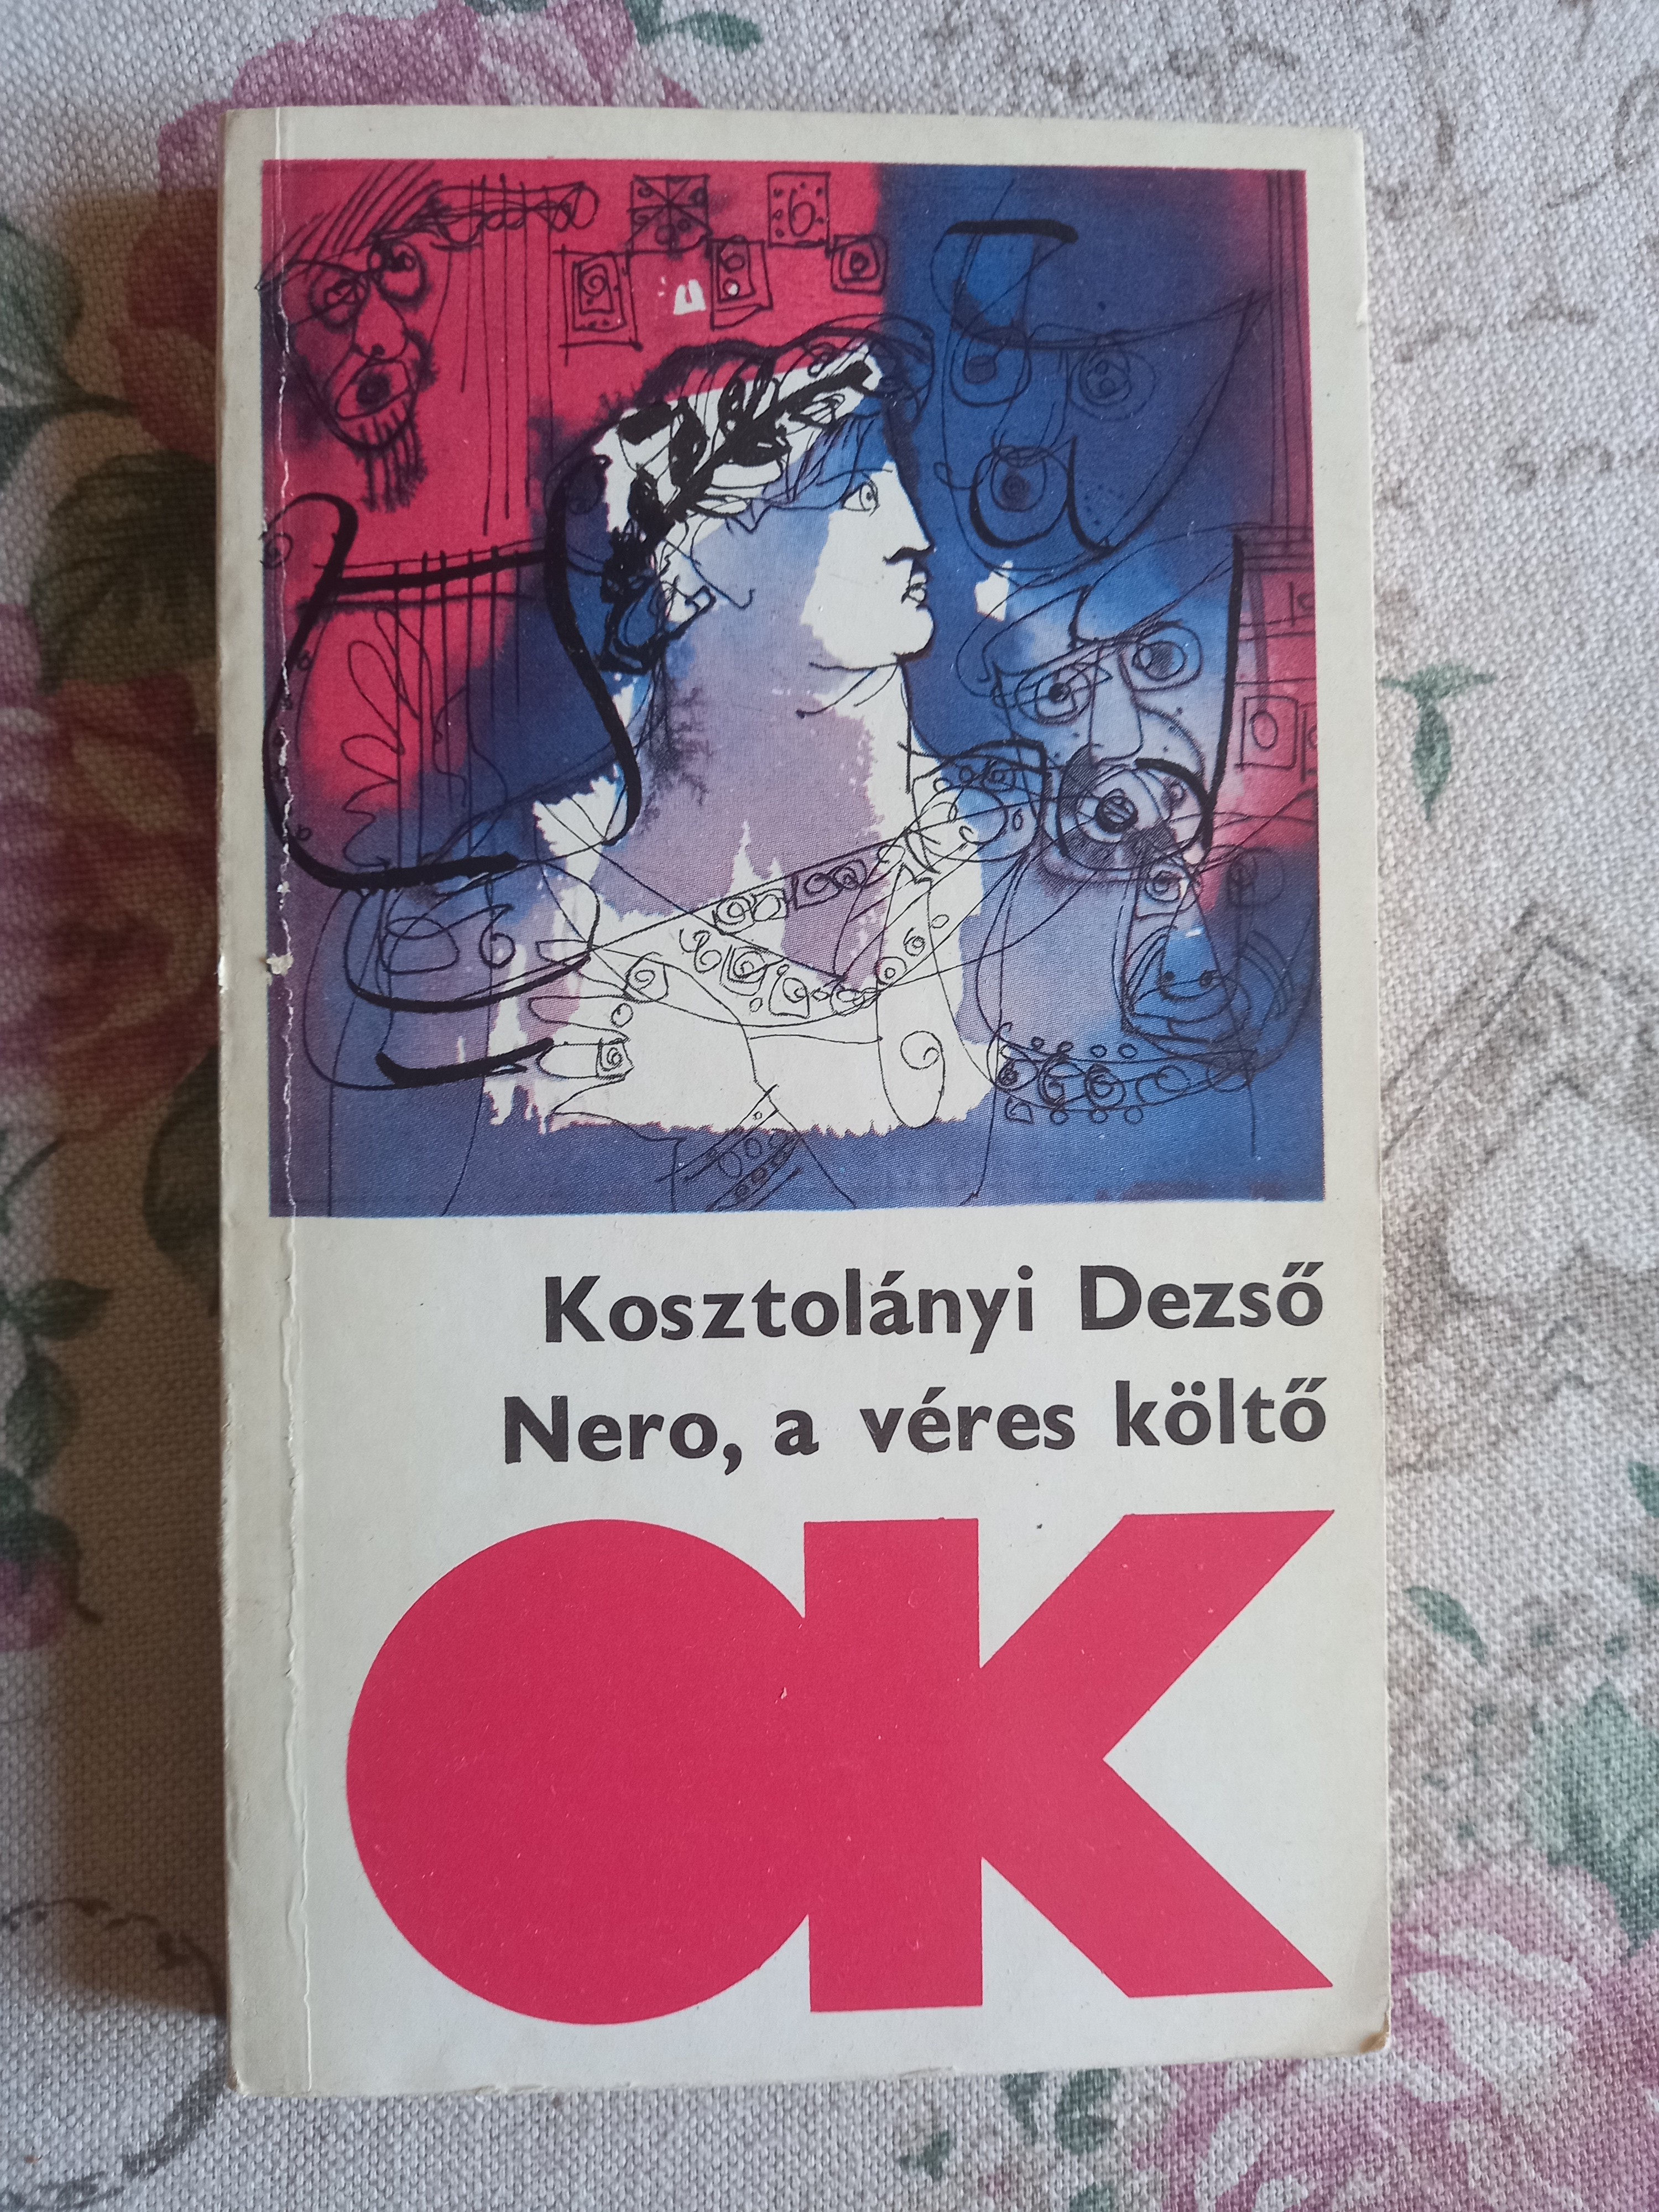 Kosztolányi Dezső
Nero, a véres költő
OK